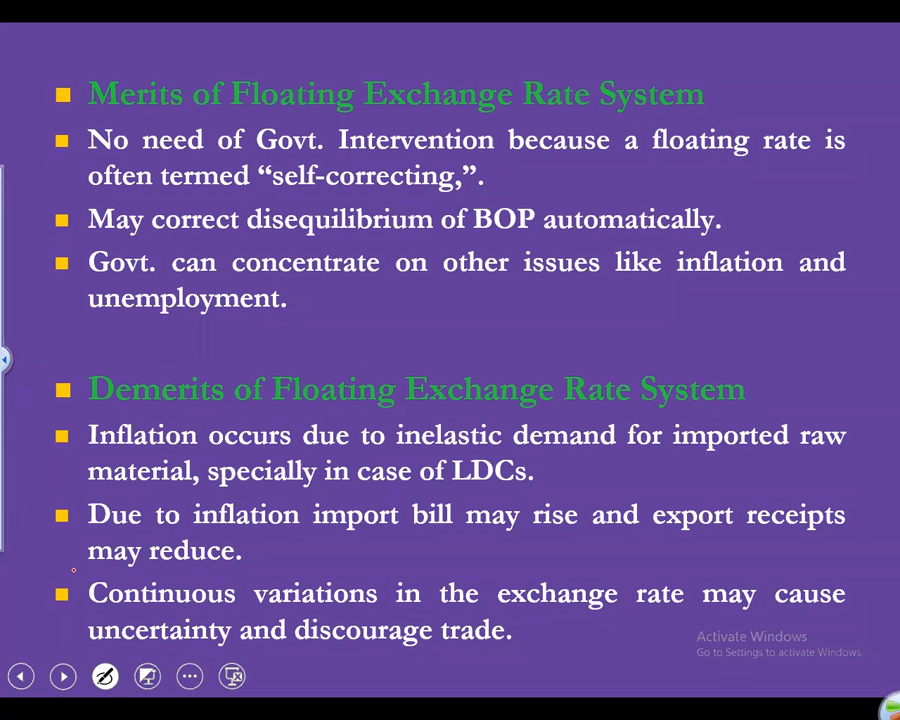 Merits of Floating Exchange Rate System
No need of Govt. Intervention because a floating rate is
often termed “self-correcting,”.
May correct disequilibrium of BOP automatically.
Govt. can concentrate on other issues like inflation and
unemployment.
Demerits of Floating Exchange Rate System
Inflation occurs due to inelastic demand for imported raw
material, specially in case of LDCs.
Due to inflation import bill may rise and export receipts
may reduce.
Continuous variations in the exchange rate may cause
uncertainty and discourage trade.
Activate Windows
Go to Settings to activate Windows.